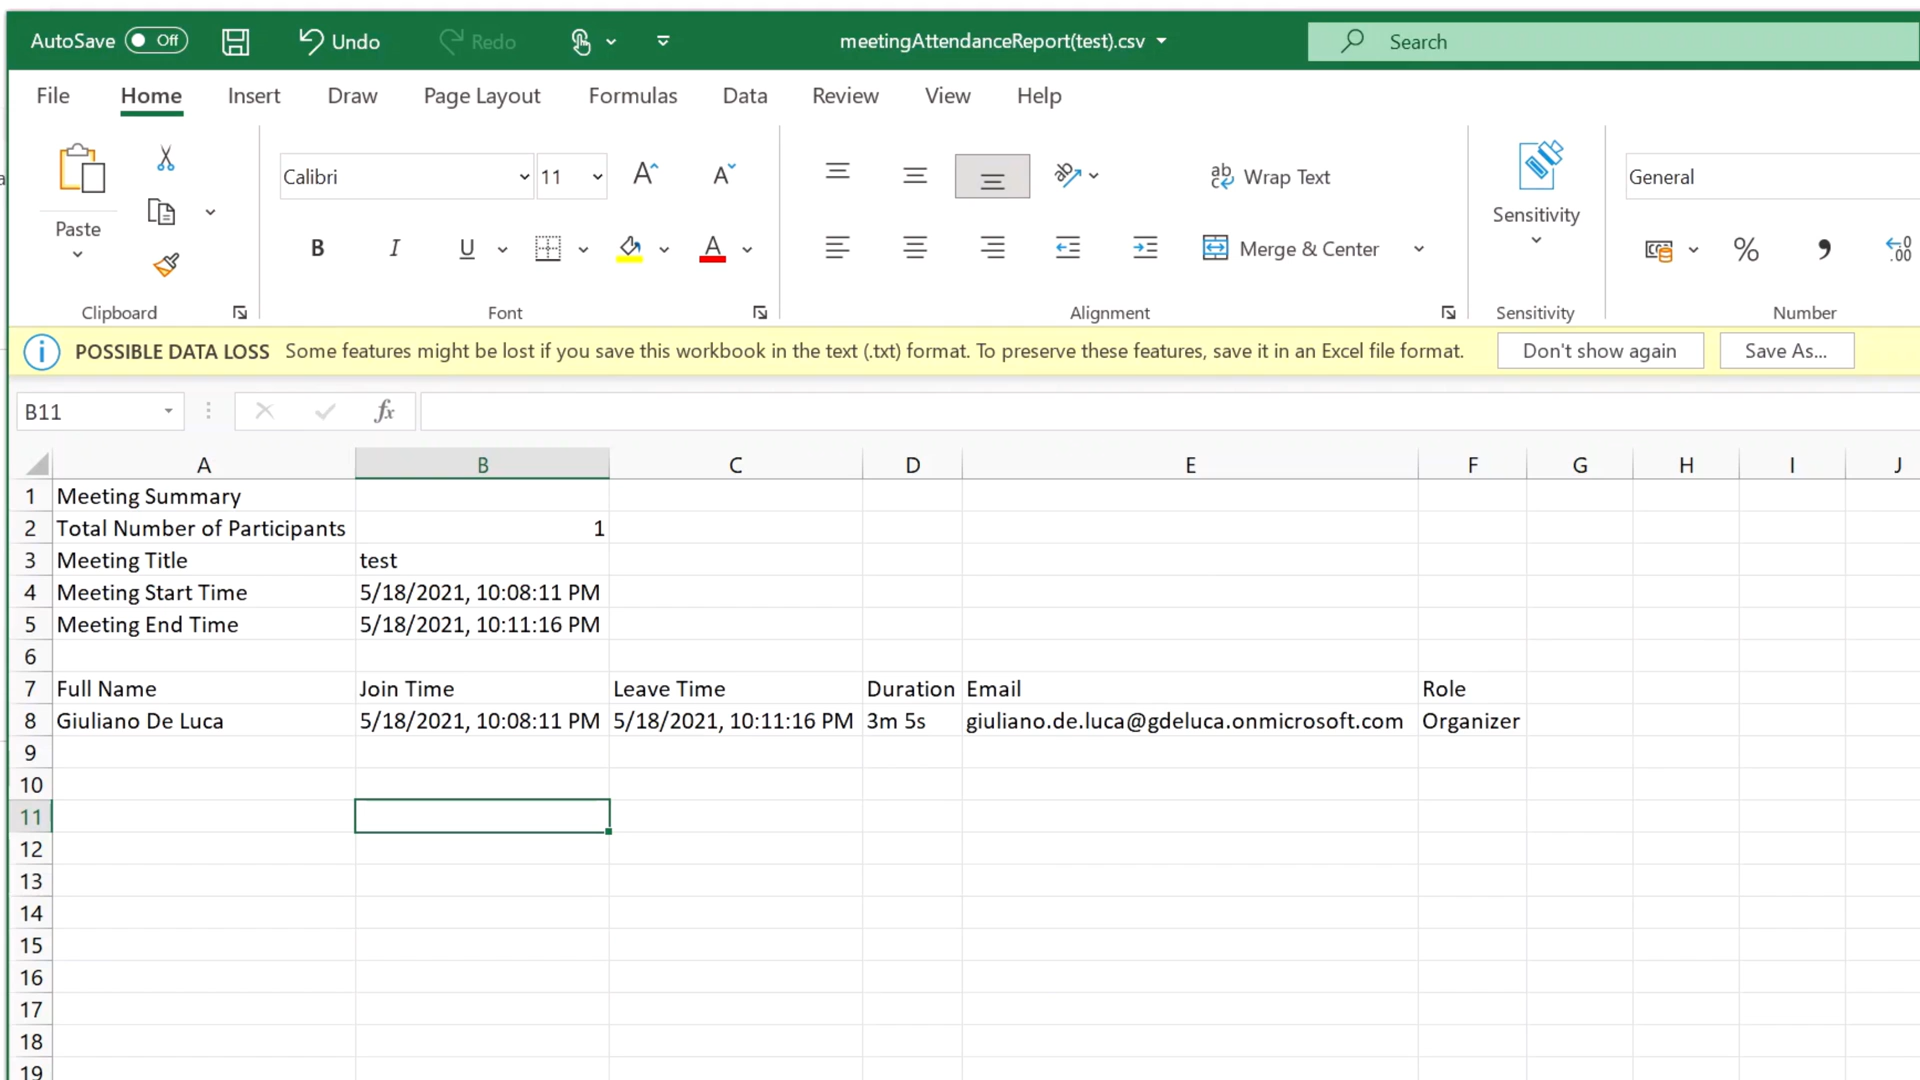 AutoSave Off Undo Redo meetingAttendanceReport(test).csv Search
File Home Insert Draw Page Layout Formulas Data Review View Help
Paste
Clipboard
Calibri 11
B I U A
Font
Wrap Text
Merge & Center
Alignment
Sensitivity
Sensitivity
General
% , .00
Number
POSSIBLE DATA LOSS Some features might be lost if you save this workbook in the text (.txt) format. To preserve these features, save it in an Excel file format. Don't show again Save As...
B11 fx
A B C D E F G H I J
1 Meeting Summary
2 Total Number of Participants 1
3 Meeting Title test
4 Meeting Start Time 5/18/2021, 10:08:11 PM
5 Meeting End Time 5/18/2021, 10:11:16 PM
6
7 Full Name Join Time Leave Time Duration Email Role
8 Giuliano De Luca 5/18/2021, 10:08:11 PM 5/18/2021, 10:11:16 PM 3m 5s giuliano.de.luca@gdeluca.onmicrosoft.com Organizer
9
10
11
12
13
14
15
16
17
18
19